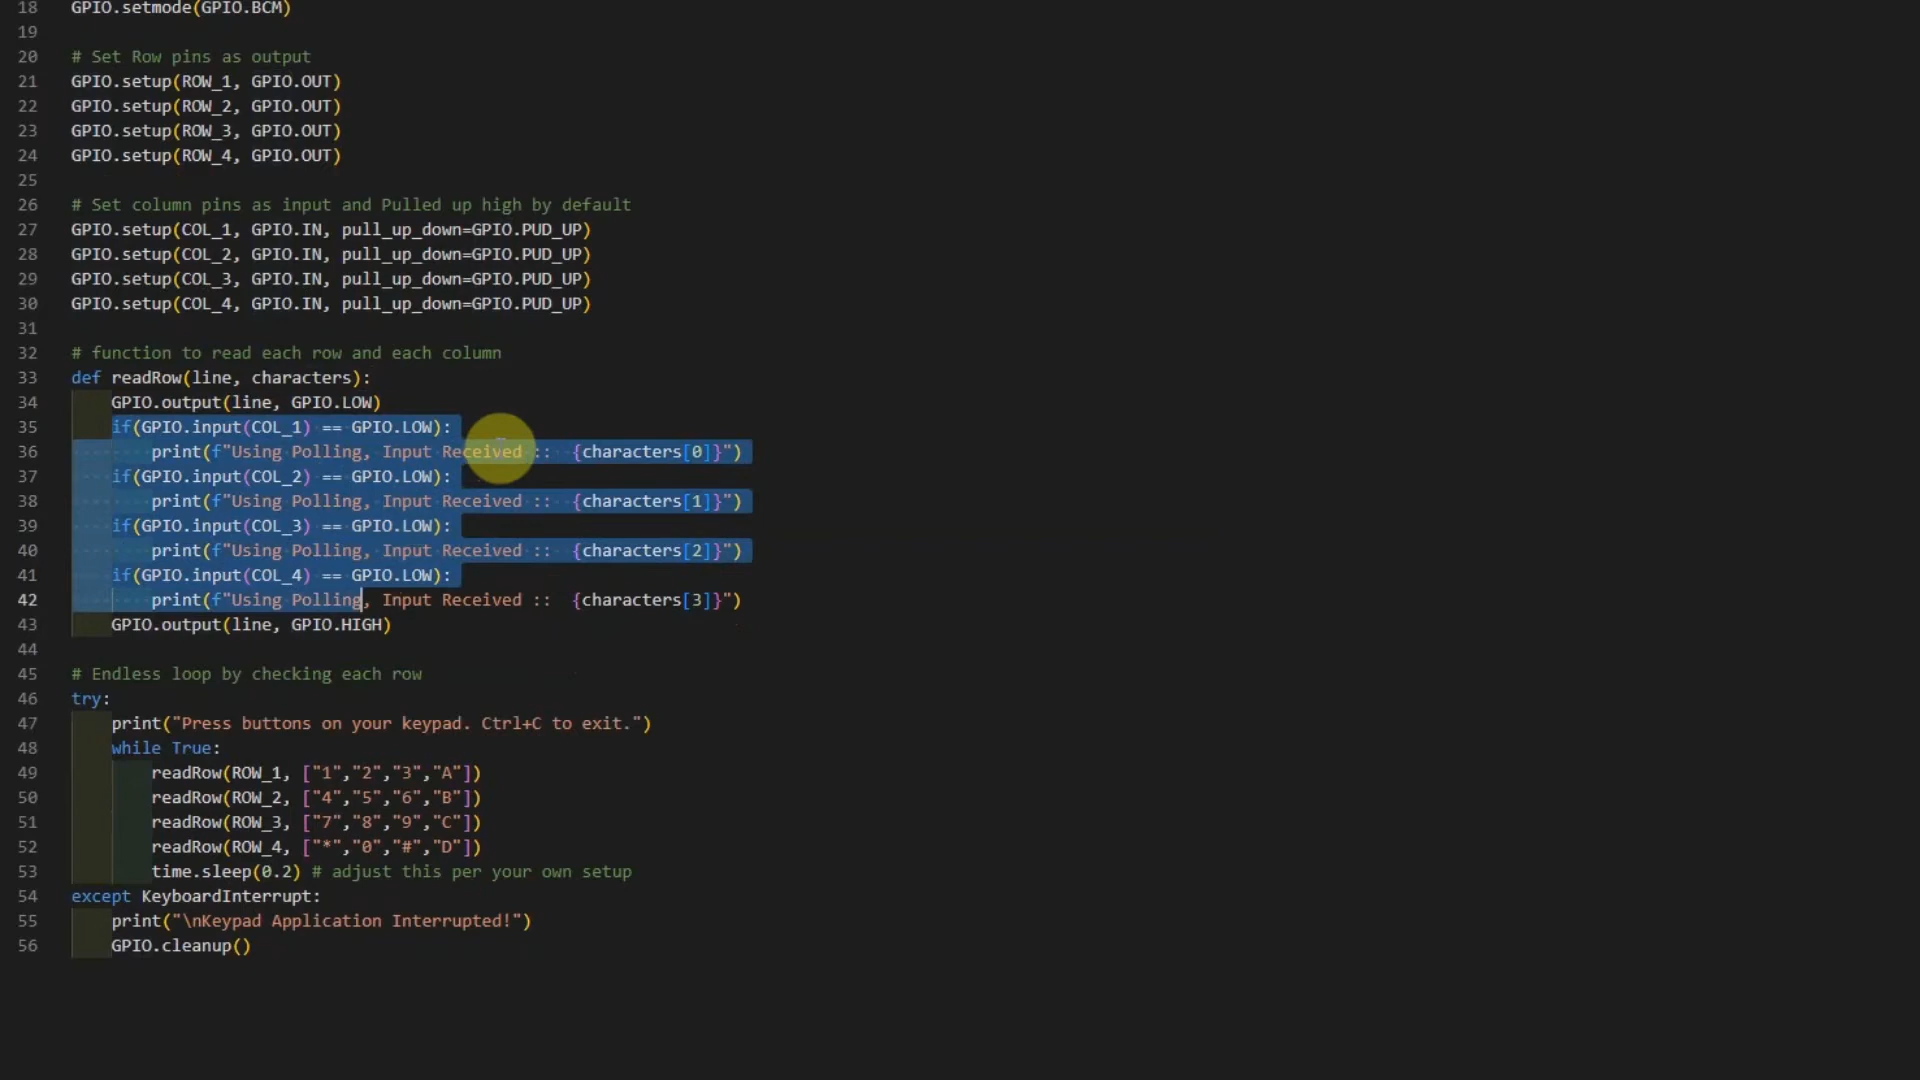 18 GPIO.setmode(GPIO.BCM)
19
20 # Set Row pins as output
21 GPIO.setup(ROW_1, GPIO.OUT)
22 GPIO.setup(ROW_2, GPIO.OUT)
23 GPIO.setup(ROW_3, GPIO.OUT)
24 GPIO.setup(ROW_4, GPIO.OUT)
25
26 # Set column pins as input and Pulled up high by default
27 GPIO.setup(COL_1, GPIO.IN, pull_up_down=GPIO.PUD_UP)
28 GPIO.setup(COL_2, GPIO.IN, pull_up_down=GPIO.PUD_UP)
29 GPIO.setup(COL_3, GPIO.IN, pull_up_down=GPIO.PUD_UP)
30 GPIO.setup(COL_4, GPIO.IN, pull_up_down=GPIO.PUD_UP)
31
32 # function to read each row and each column
33 def readRow(line, characters):
34     GPIO.output(line, GPIO.LOW)
35     if(GPIO.input(COL_1) == GPIO.LOW):
36         print(f"Using Polling, Input Received ::  {characters[0]}")
37     if(GPIO.input(COL_2) == GPIO.LOW):
38         print(f"Using Polling, Input Received ::  {characters[1]}")
39     if(GPIO.input(COL_3) == GPIO.LOW):
40         print(f"Using Polling, Input Received ::  {characters[2]}")
41     if(GPIO.input(COL_4) == GPIO.LOW):
42         print(f"Using Polling, Input Received ::  {characters[3]}")
43     GPIO.output(line, GPIO.HIGH)
44
45 # Endless loop by checking each row
46 try:
47     print("Press buttons on your keypad. Ctrl+C to exit.")
48     while True:
49         readRow(ROW_1, ["1","2","3","A"])
50         readRow(ROW_2, ["4","5","6","B"])
51         readRow(ROW_3, ["7","8","9","C"])
52         readRow(ROW_4, ["*","0","#","D"])
53         time.sleep(0.2) # adjust this per your own setup
54 except KeyboardInterrupt:
55     print("\nKeypad Application Interrupted!")
56     GPIO.cleanup()